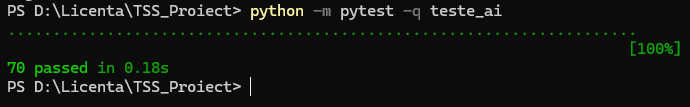 PS D:\Licenta\TSS_Proiect> python -m pytest -q teste_ai
......................................................................
[100%]
70 passed in 0.18s
PS D:\Licenta\TSS_Proiect>